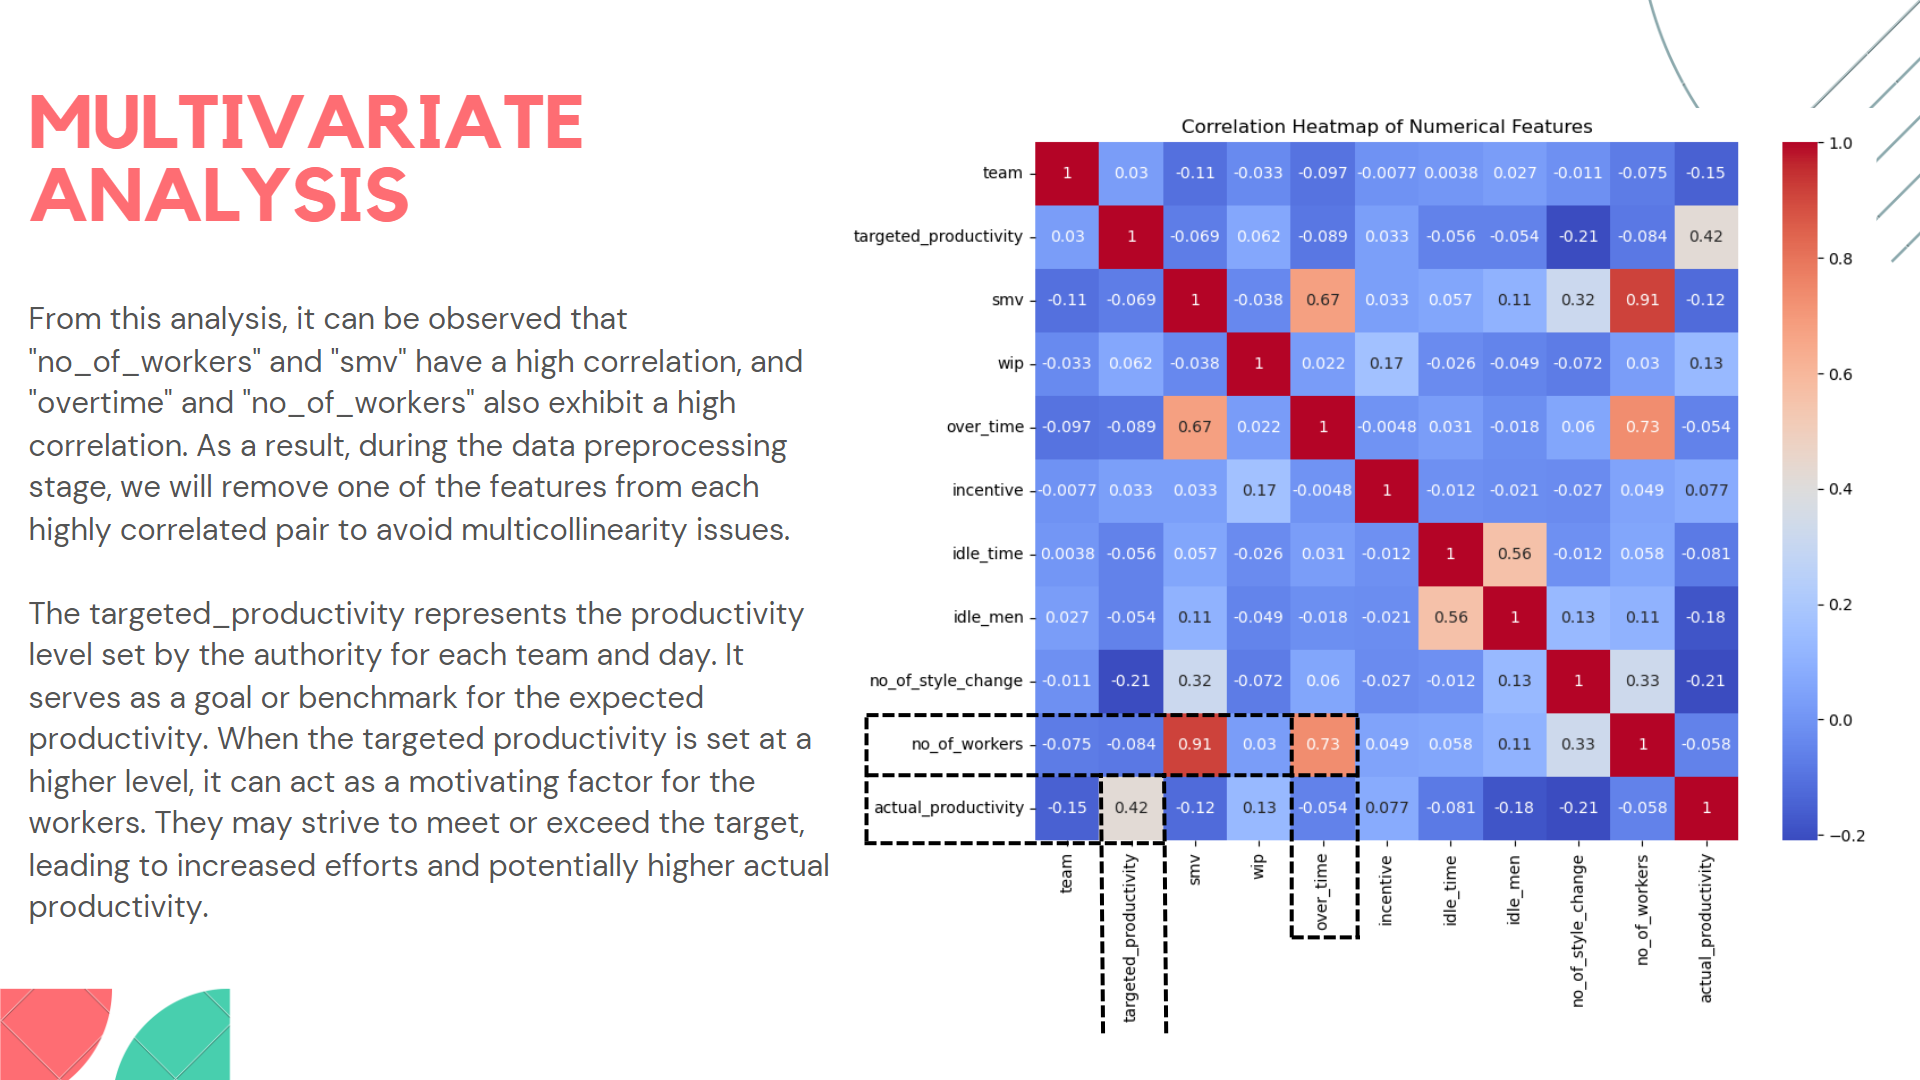 MULTIVARIATE
ANALYSIS
From this analysis, it can be observed that
"no_of_workers" and "smv" have a high correlation, and
"overtime" and "no_of_workers" also exhibit a high
correlation. As a result, during the data preprocessing
stage, we will remove one of the features from each
highly correlated pair to avoid multicollinearity issues.
The targeted_productivity represents the productivity
level set by the authority for each team and day. It
serves as a goal or benchmark for the expected
productivity. When the targeted productivity is set at a
higher level, it can act as a motivating factor for the
workers. They may strive to meet or exceed the target,
leading to increased efforts and potentially higher actual
productivity.
Correlation Heatmap of Numerical Features
team 1 0.03 -0.11 -0.033 -0.097 -0.0077 0.0038 0.027 -0.011 -0.075 -0.15
targeted_productivity 0.03 1 -0.069 0.062 -0.089 0.033 -0.056 -0.054 -0.21 -0.084 0.42
smv -0.11 -0.069 1 -0.038 0.67 0.033 0.057 0.11 0.32 0.91 -0.12
wip -0.033 0.062 -0.038 1 0.022 0.17 -0.026 -0.049 -0.072 0.03 0.13
over_time -0.097 -0.089 0.67 0.022 1 -0.0048 0.031 -0.018 0.06 0.73 -0.054
incentive -0.0077 0.033 0.033 0.17 -0.0048 1 -0.012 -0.021 -0.027 0.049 0.077
idle_time 0.0038 -0.056 0.057 -0.026 0.031 -0.012 1 0.56 -0.012 0.058 -0.081
idle_men 0.027 -0.054 0.11 -0.049 -0.018 -0.021 0.56 1 0.13 0.11 -0.18
no_of_style_change -0.011 -0.21 0.32 -0.072 0.06 -0.027 -0.012 0.13 1 0.33 -0.21
no_of_workers -0.075 -0.084 0.91 0.03 0.73 0.049 0.058 0.11 0.33 1 -0.058
actual_productivity -0.15 0.42 -0.12 0.13 -0.054 0.077 -0.081 -0.18 -0.21 -0.058 1
team
targeted_productivity
smv
wip
over_time
incentive
idle_time
idle_men
no_of_style_change
no_of_workers
actual_productivity
1.0
0.8
0.6
0.4
0.2
0.0
−0.2